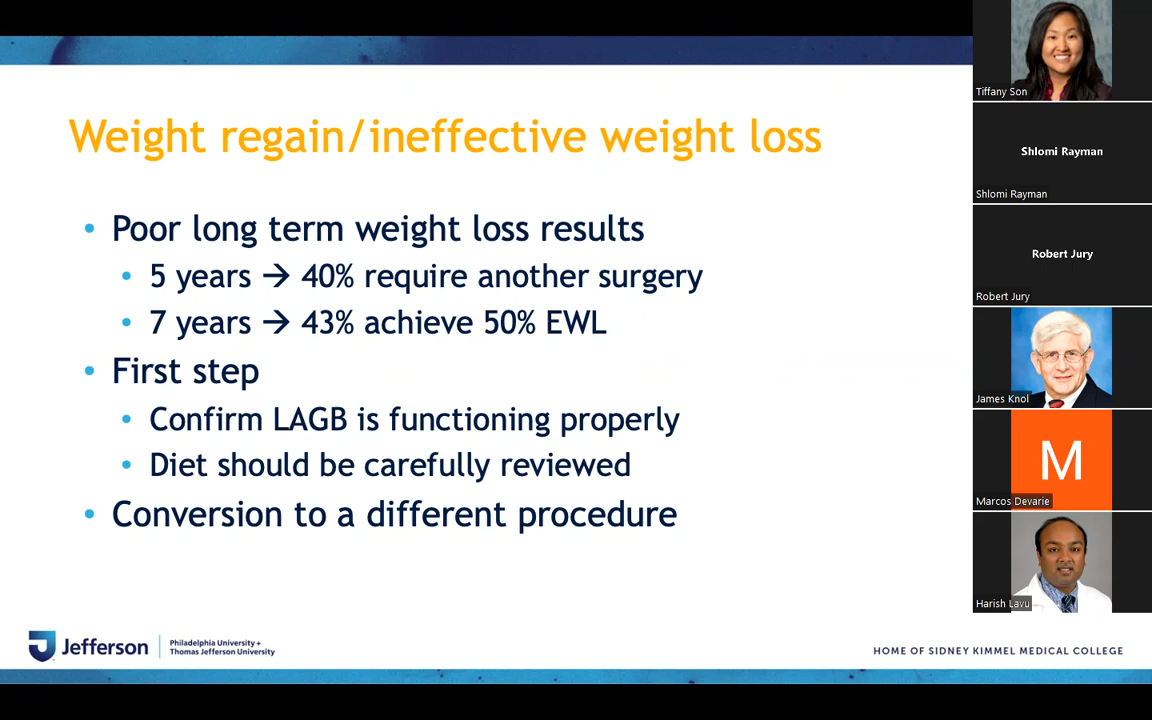 Weight regain/ineffective weight loss
• Poor long term weight loss results
• 5 years → 40% require another surgery
• 7 years → 43% achieve 50% EWL
• First step
• Confirm LAGB is functioning properly
• Diet should be carefully reviewed
• Conversion to a different procedure
Jefferson
Philadelphia University +
Thomas Jefferson University
HOME OF SIDNEY KIMMEL MEDICAL COLLEGE
Tiffany Son
Shlomi Rayman
Shlomi Rayman
Robert Jury
Robert Jury
James Knol
M
Marcos Devarie
Harish Lavu